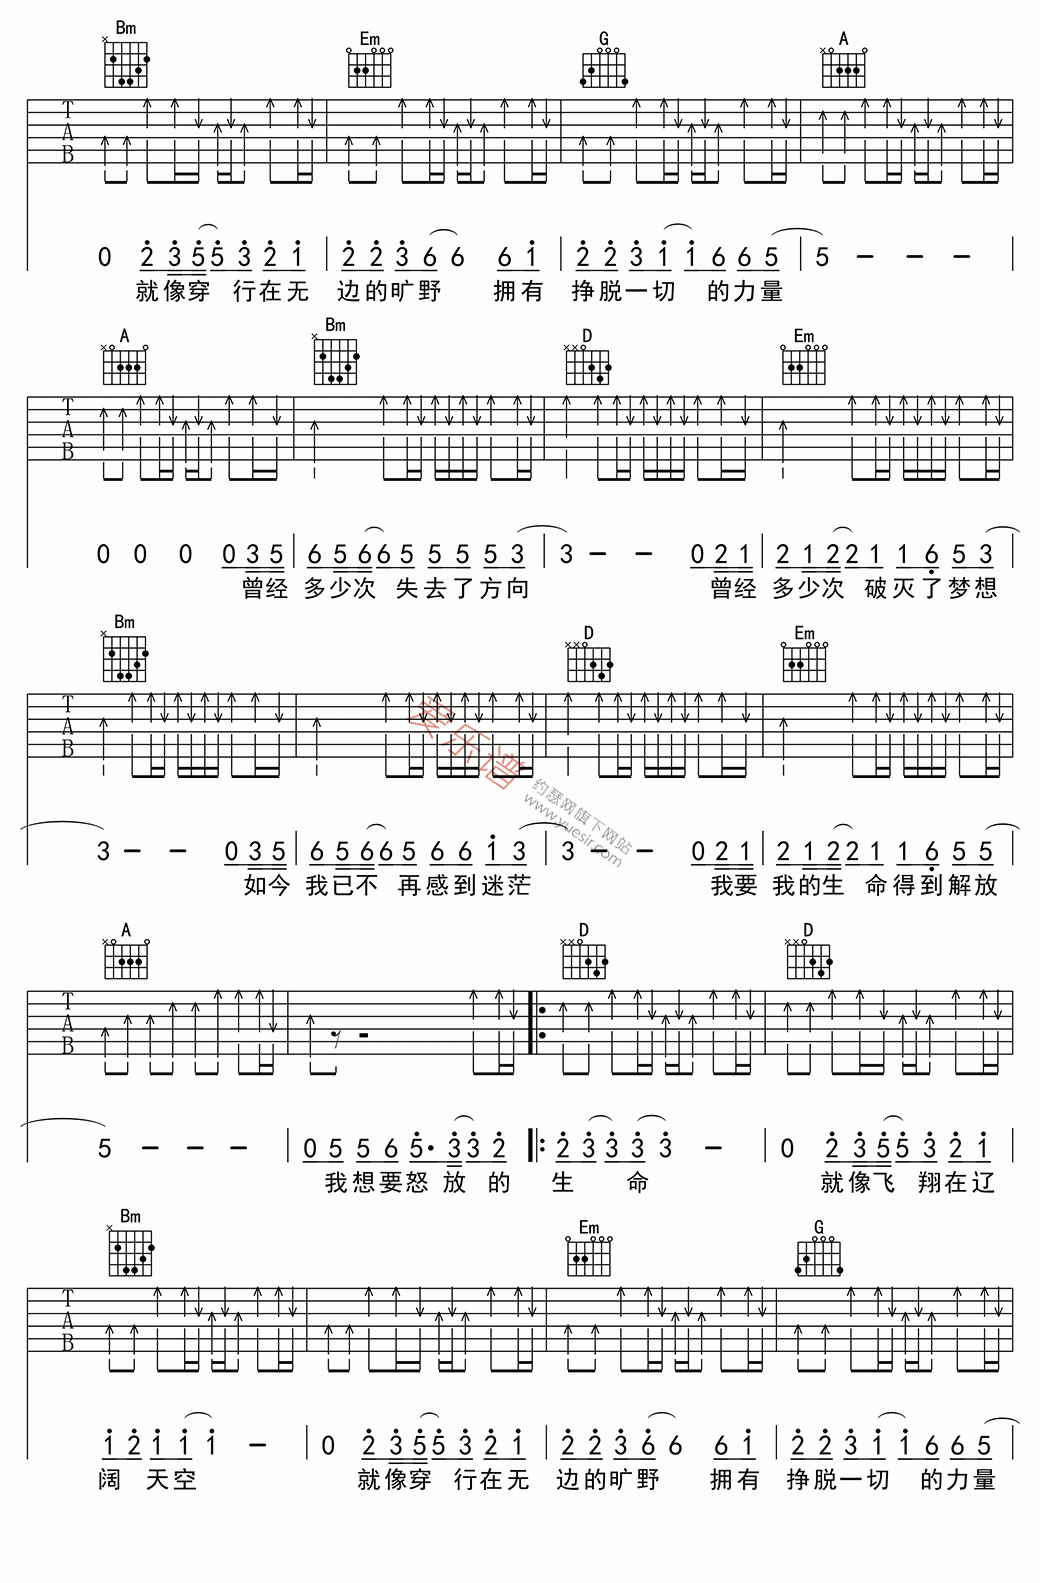 Bm Em G A
T
A
B
0 2 3 5 5 3 2 1 2 2 3 6 6 6 1 2 2 3 1 1 6 6 5 5 - - -
就像穿 行在无 边的旷野 拥有 挣脱一切 的力量
A Bm D Em
T
A
B
0 0 0 0 3 5 6 5 6 6 5 5 5 5 3 3 - - 0 2 1 2 1 2 2 1 1 6 5 3
曾经 多少次 失去了方向 曾经 多少次 破灭了梦想
Bm D Em
T
A
B
3 - - 0 3 5 6 5 6 6 5 6 6 1 3 3 - - 0 2 1 2 1 2 2 1 1 6 5 5
如今 我已不 再感到迷茫 我要 我的生 命得到解放
爱乐谱
约瑟网旗下网站
www.yuesir.com
A D D
T
A
B
5 - - - 0 5 5 6 5· 3 3 2 2 3 3 3 3 - 0 2 3 5 5 3 2 1
我想要怒 放的 生 命 就像飞 翔在辽
Bm Em G
T
A
B
1 2 1 1 1 - 0 2 3 5 5 3 2 1 2 2 3 6 6 6 1 2 2 3 1 1 6 6 5
阔 天空 就像穿 行在无 边的旷野 拥有 挣脱一切 的力量